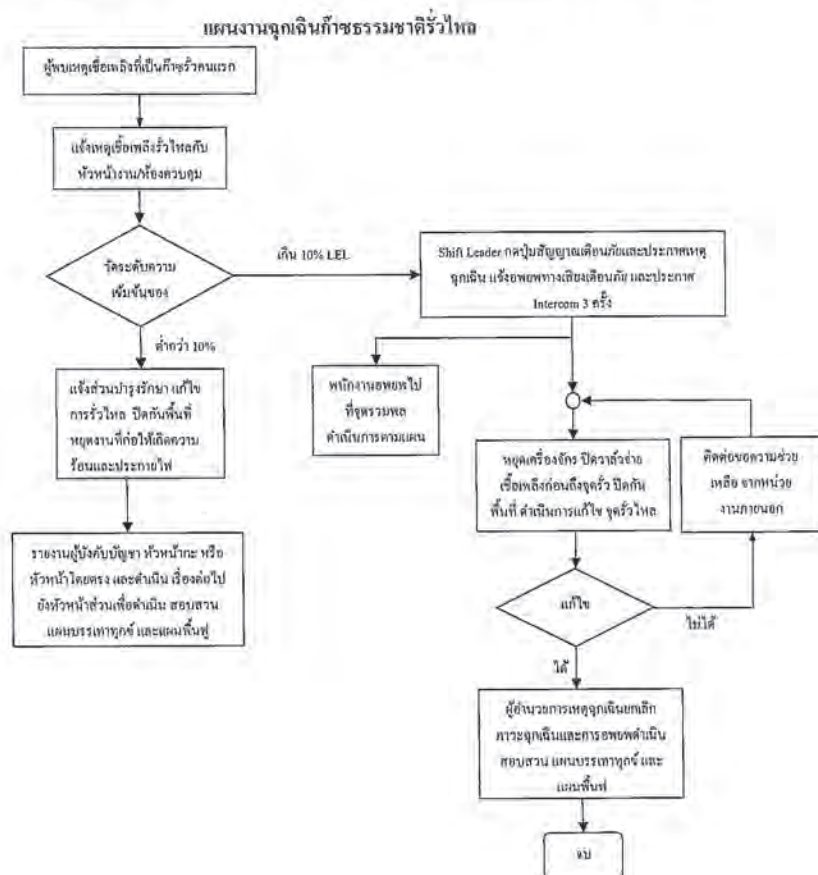 แผนงานฉุกเฉินก๊าซธรรมชาติรั่วไหล
ผู้พบเหตุเชื้อเพลิงที่เป็นก๊าซรั่วคนแรก
แจ้งเหตุเชื้อเพลิงรั่วไหลกับ
หัวหน้างาน/ห้องควบคุม
วัดระดับความ
เข้มข้นของ
เกิน 10% LEL
Shift Leader กดปุ่มสัญญาณเตือนภัยและประกาศเหตุ
ฉุกเฉิน แจ้งอพยพทางเสียงเตือนภัย และประกาศ
Intercom 3 ครั้ง
ต่ำกว่า 10%
แจ้งส่วนบำรุงรักษา แก้ไข
การรั่วไหล ปิดกั้นพื้นที่
หยุดงานที่ก่อให้เกิดความ
ร้อนและประกายไฟ
พนักงานอพยพไป
ที่จุดรวมพล
ดำเนินการตามแผน
หยุดเครื่องจักร ปิดวาล์วจ่าย
เชื้อเพลิงก่อนถึงจุดรั่ว ปิดกั้น
พื้นที่ ดำเนินการแก้ไข จุดรั่วไหล
ติดต่อขอความช่วย
เหลือ จากหน่วย
งานภายนอก
รายงานผู้บังคับบัญชา หัวหน้ากะ หรือ
หัวหน้าโดยตรง และดำเนิน เรื่องต่อไป
ยังหัวหน้าส่วนเพื่อดำเนิน สอบสวน
แผนบรรเทาทุกข์ และแผนฟื้นฟู
แก้ไข
ไม่ได้
ได้
ผู้อำนวยการเหตุฉุกเฉินยกเลิก
ภาวะฉุกเฉินและการอพยพดำเนิน
สอบสวน แผนบรรเทาทุกข์ และ
แผนฟื้นฟู
จบ